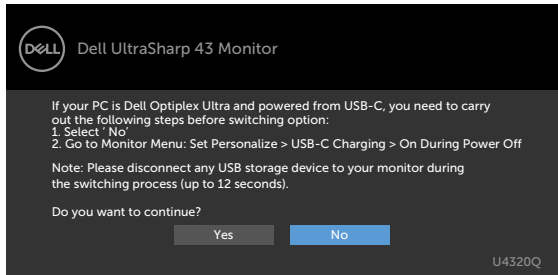 DELL
Dell UltraSharp 43 Monitor
If your PC is Dell Optiplex Ultra and powered from USB-C, you need to carry
out the following steps before switching option:
1. Select ' No'
2. Go to Monitor Menu: Set Personalize > USB-C Charging > On During Power Off
Note: Please disconnect any USB storage device to your monitor during
the switching process (up to 12 seconds).
Do you want to continue?
Yes No
U4320Q